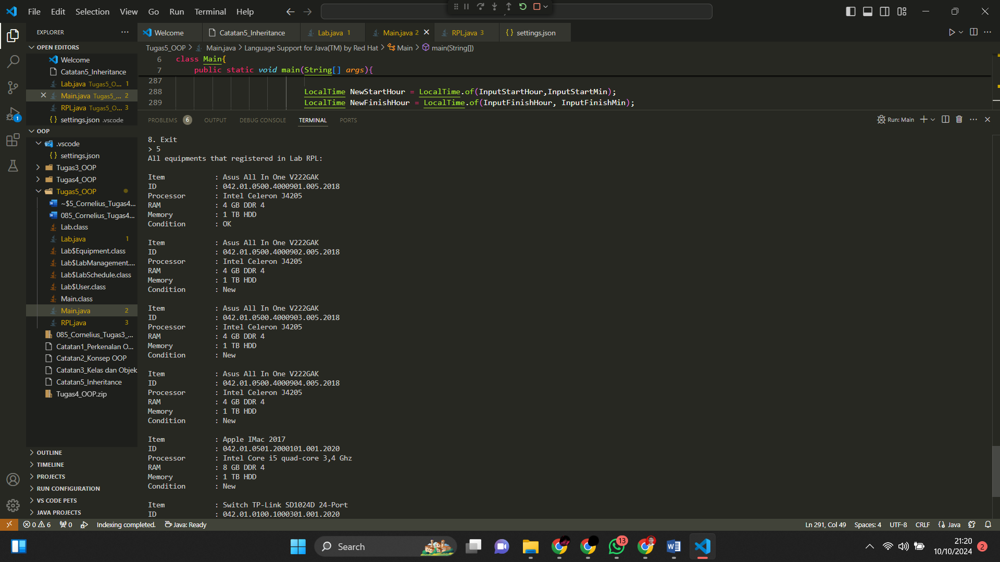 File Edit Selection View Go Run Terminal Help
EXPLORER
Welcome Catatan5_Inheritance Lab.java 1 Main.java 2 RPL.java 3 settings.json
OPEN EDITORS
Welcome
Catatan5_Inheritance
Lab.java Tugas5_O... 1
Main.java Tugas5_... 2
RPL.java Tugas5_O... 3
settings.json .vscode
OOP
.vscode
settings.json
Tugas3_OOP
Tugas4_OOP
Tugas5_OOP
~$5_Cornelius_Tugas4...
085_Cornelius_Tugas4...
Lab.class
Lab.java 1
Lab$Equipment.class
Lab$LabManagement....
Lab$LabSchedule.class
Lab$User.class
Main.class
Main.java 2
RPL.java 3
085_Cornelius_Tugas3_...
Catatan1_Perkenalan O...
Catatan2_Konsep OOP
Catatan3_Kelas dan Objek
Catatan5_Inheritance
Tugas4_OOP.zip
OUTLINE
TIMELINE
PROJECTS
RUN CONFIGURATION
VS CODE PETS
JAVA PROJECTS
1
Tugas5_OOP > Main.java > Language Support for Java(TM) by Red Hat > Main > main(String[])
6 class Main{
7 public static void main(String[] args){
287
288 LocalTime NewStartHour = LocalTime.of(InputStartHour,InputStartMin);
289 LocalTime NewFinishHour = LocalTime.of(InputFinishHour, InputFinishMin);
PROBLEMS 6 OUTPUT DEBUG CONSOLE TERMINAL PORTS Run: Main
8. Exit
> 5
All equipments that registered in Lab RPL:
Item : Asus All In One V222GAK
ID : 042.01.0500.4000901.005.2018
Processor : Intel Celeron J4205
RAM : 4 GB DDR 4
Memory : 1 TB HDD
Condition : OK
Item : Asus All In One V222GAK
ID : 042.01.0500.4000902.005.2018
Processor : Intel Celeron J4205
RAM : 4 GB DDR 4
Memory : 1 TB HDD
Condition : New
Item : Asus All In One V222GAK
ID : 042.01.0500.4000903.005.2018
Processor : Intel Celeron J4205
RAM : 4 GB DDR 4
Memory : 1 TB HDD
Condition : New
Item : Asus All In One V222GAK
ID : 042.01.0500.4000904.005.2018
Processor : Intel Celeron J4205
RAM : 4 GB DDR 4
Memory : 1 TB HDD
Condition : New
Item : Apple IMac 2017
ID : 042.01.0501.2000101.001.2020
Processor : Intel Core i5 quad-core 3,4 Ghz
RAM : 8 GB DDR 4
Memory : 1 TB HDD
Condition : New
Item : Switch TP-Link SD1024D 24-Port
ID : 042.01.0100.1000301.001.2020
0 6 0 Indexing completed. Java: Ready Ln 291, Col 49 Spaces: 4 UTF-8 CRLF Java
Search
13
21:20
10/10/2024
2